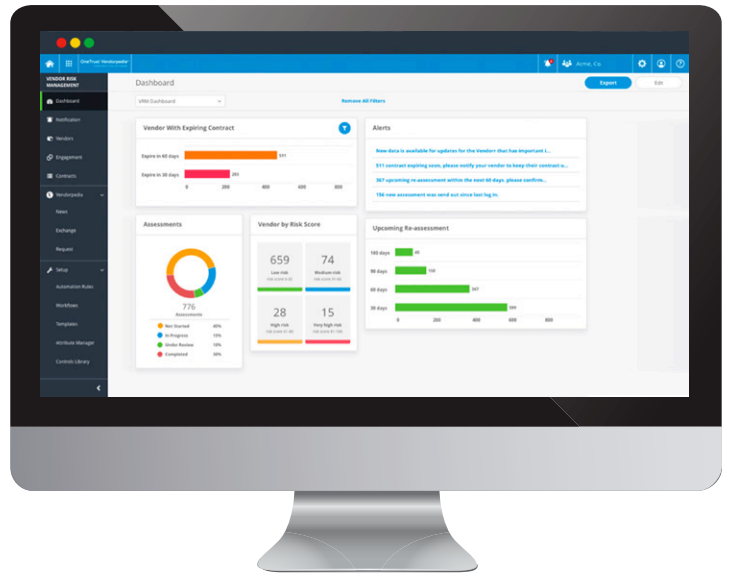 OneTrust Vendorpedia
Acme, Co.
VENDOR RISK
MANAGEMENT
Dashboard
Notification
Vendors
Engagement
Contracts
Vendorpedia
News
Exchange
Request
Setup
Automation Rules
Workflows
Templates
Attribute Manager
Controls Library
Dashboard
Export
Edit
VRM Dashboard
Remove All Filters
Vendor With Expiring Contract
Expire in 60 days
511
Expire in 30 days
251
0 200 400 600 800
Alerts
New data is available for updates for the Vendorr that has important i...
511 contract expiring soon, please notify your vendor to keep their contract u...
367 upcoming re-assessment within the next 60 days. please confirm...
156 new assessment was send out since last log in.
Assessments
776
Assessments
Not Started 40%
In Progress
Under Review 10%
Completed
Vendor by Risk Score
659
Low risk
74
Medium risk
28
High risk
15
Very high risk
Upcoming Re-assessment
90 days
60 days
367
30 days
0 200 400 600 800